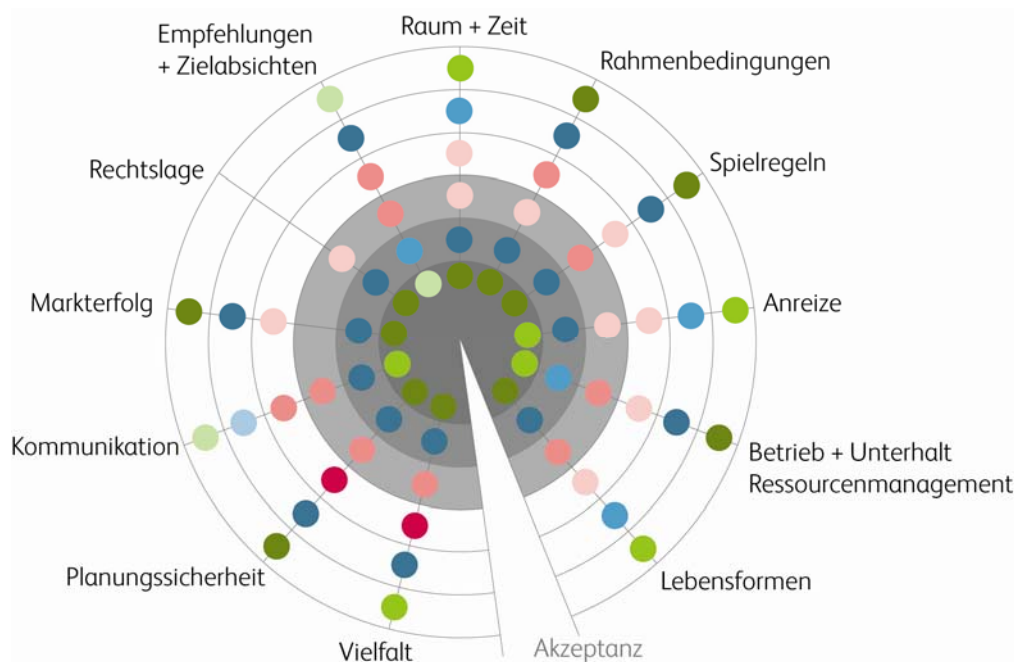 Raum + Zeit
Empfehlungen
+ Zielabsichten
Rahmenbedingungen
Rechtslage
Spielregeln
Markterfolg
Anreize
Kommunikation
Betrieb + Unterhalt
Ressourcenmanagement
Planungssicherheit
Lebensformen
Vielfalt
Akzeptanz